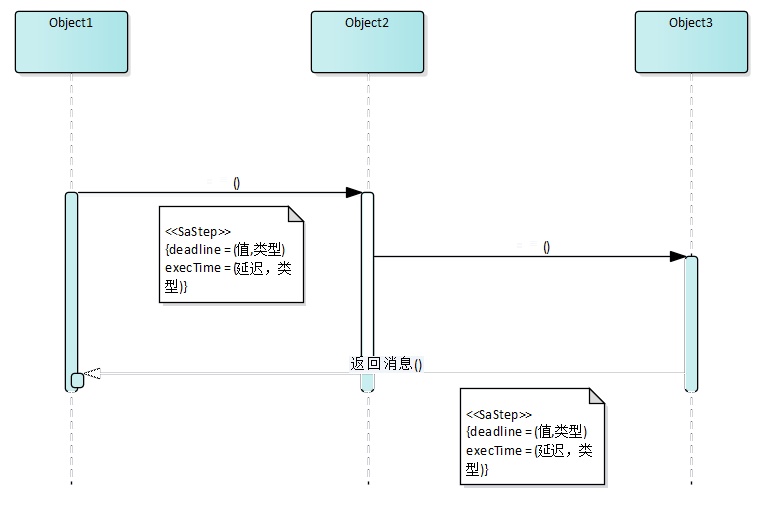 Object1
Object2
Object3
()
<<SaStep>>
{deadline = (值,类型)
execTime = (延迟，类
型)}
()
返回消息()
<<SaStep>>
{deadline = (值,类型)
execTime = (延迟，类
型)}